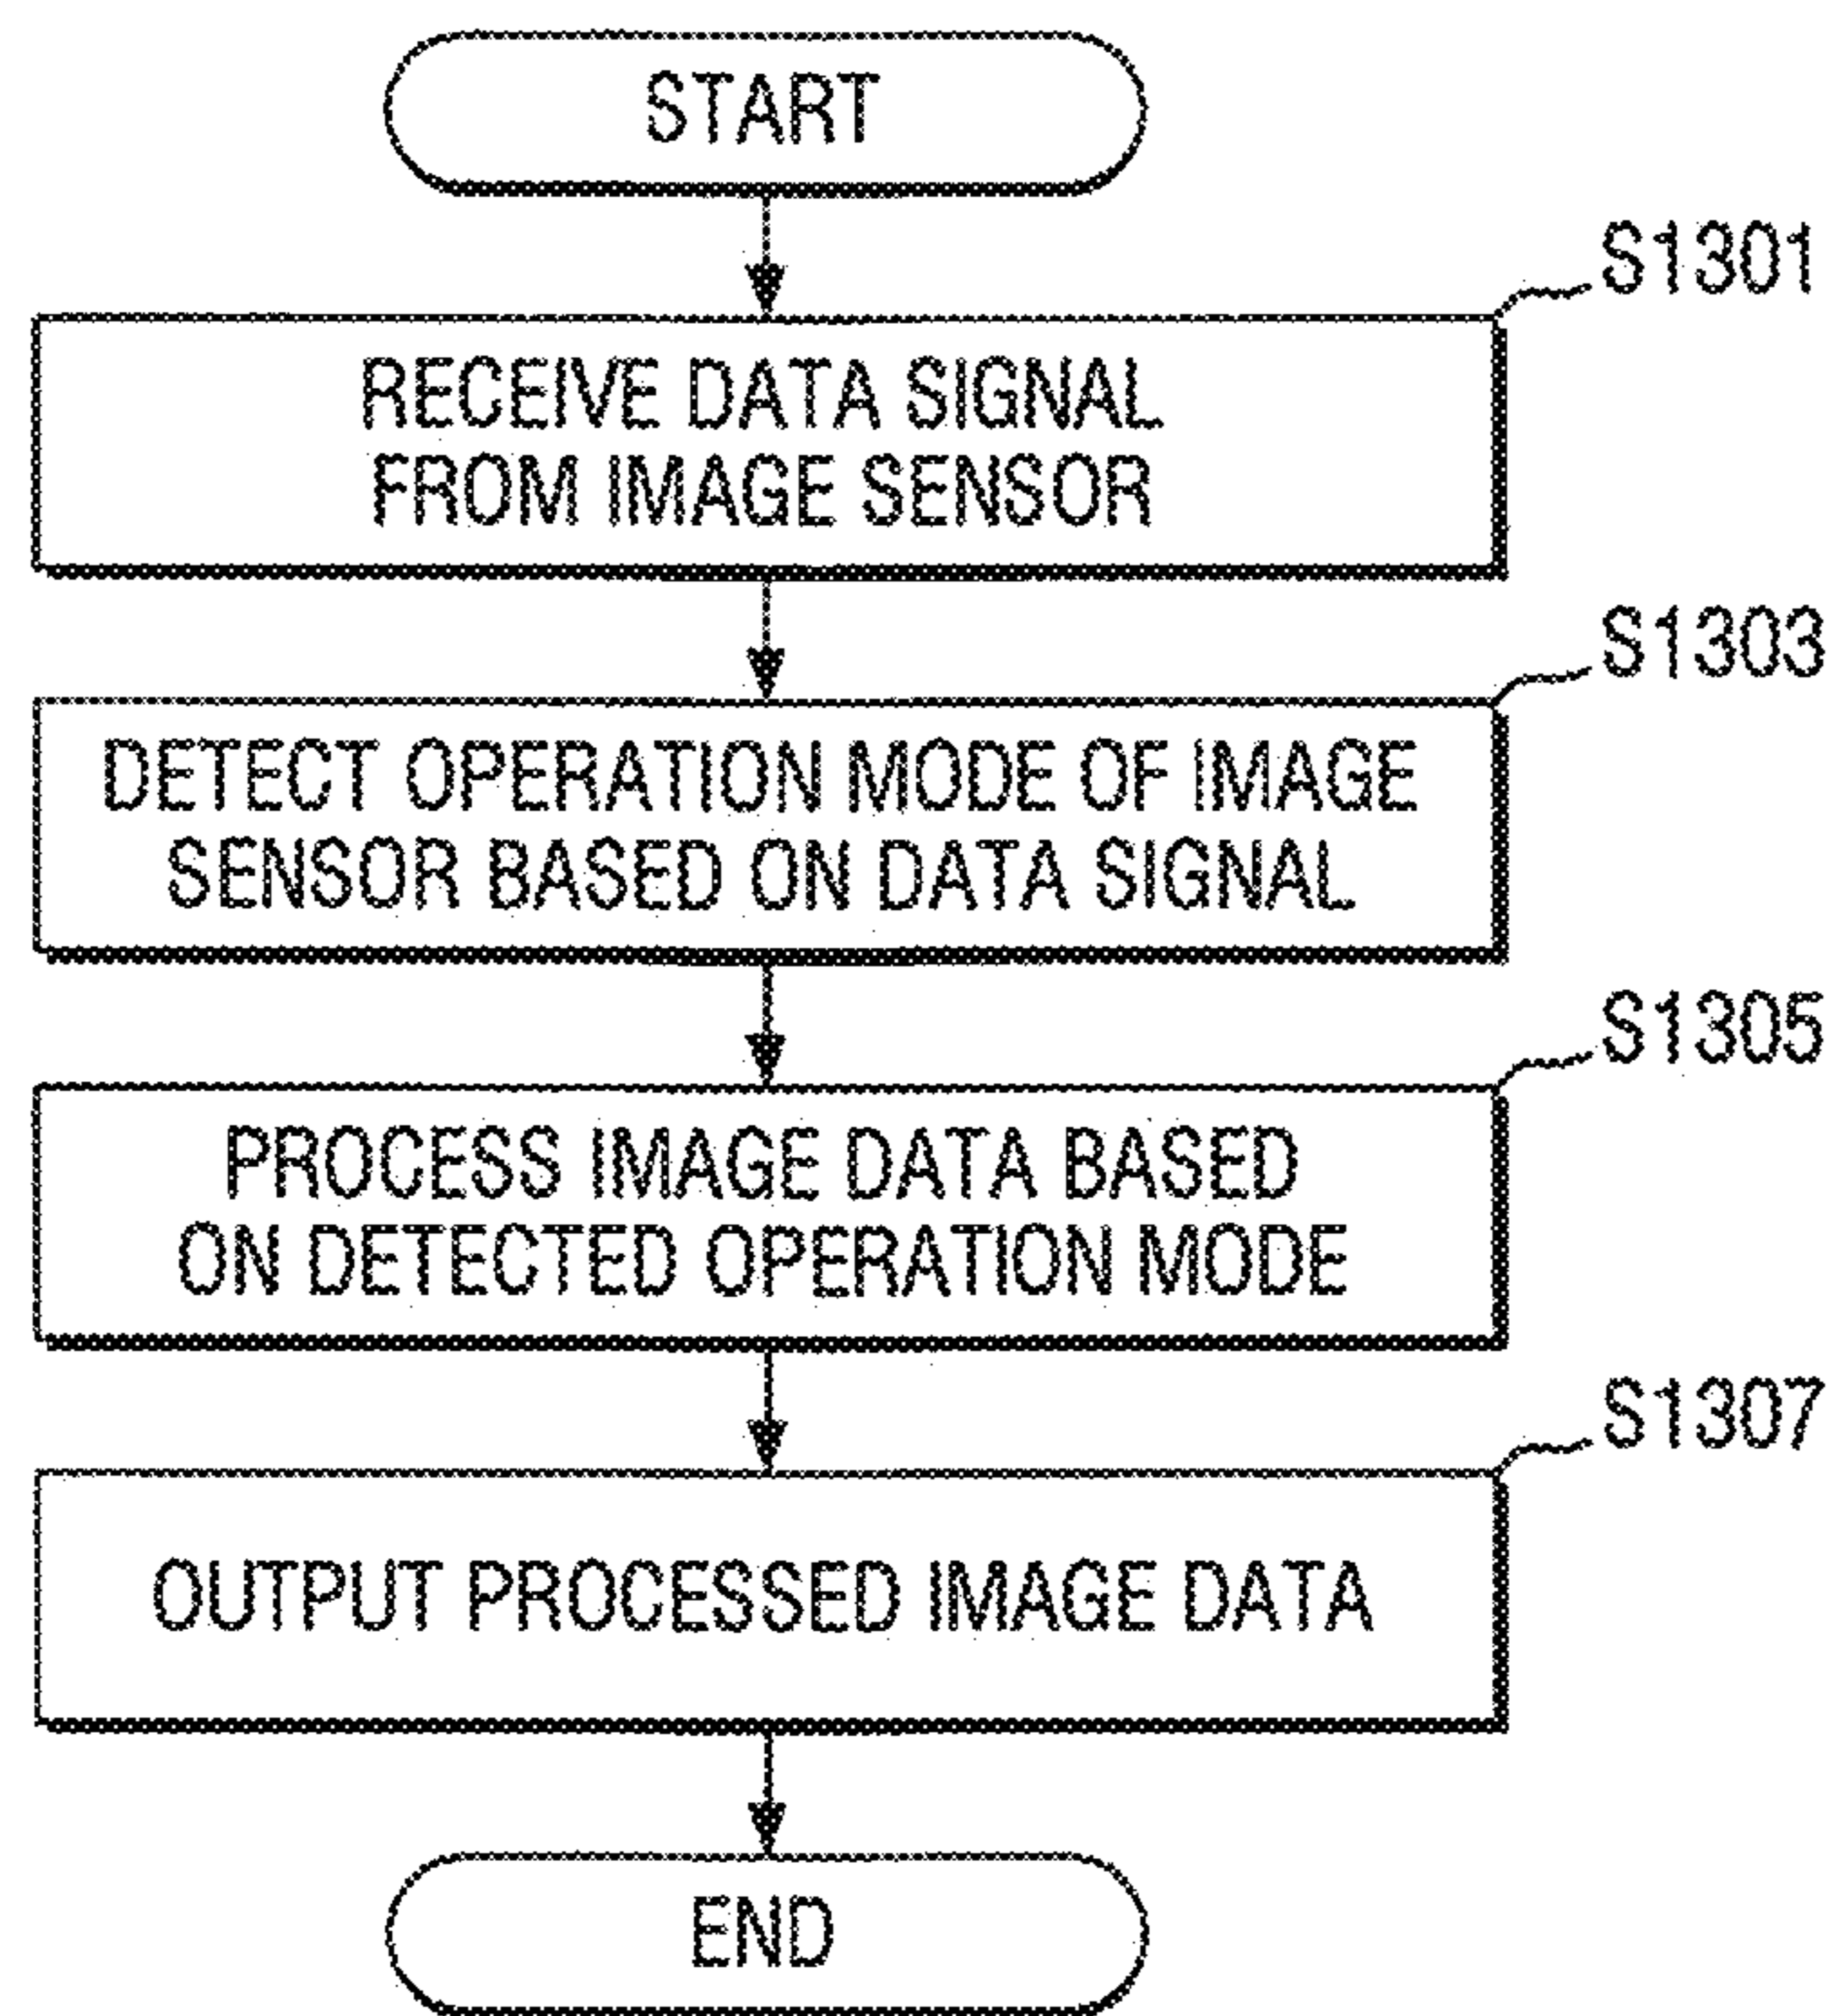 START
S1301
RECEIVE DATA SIGNAL
FROM IMAGE SENSOR
S1303
DETECT OPERATION MODE OF IMAGE
SENSOR BASED ON DATA SIGNAL
S1305
PROCESS IMAGE DATA BASED
ON DETECTED OPERATION MODE
S1307
OUTPUT PROCESSED IMAGE DATA
END